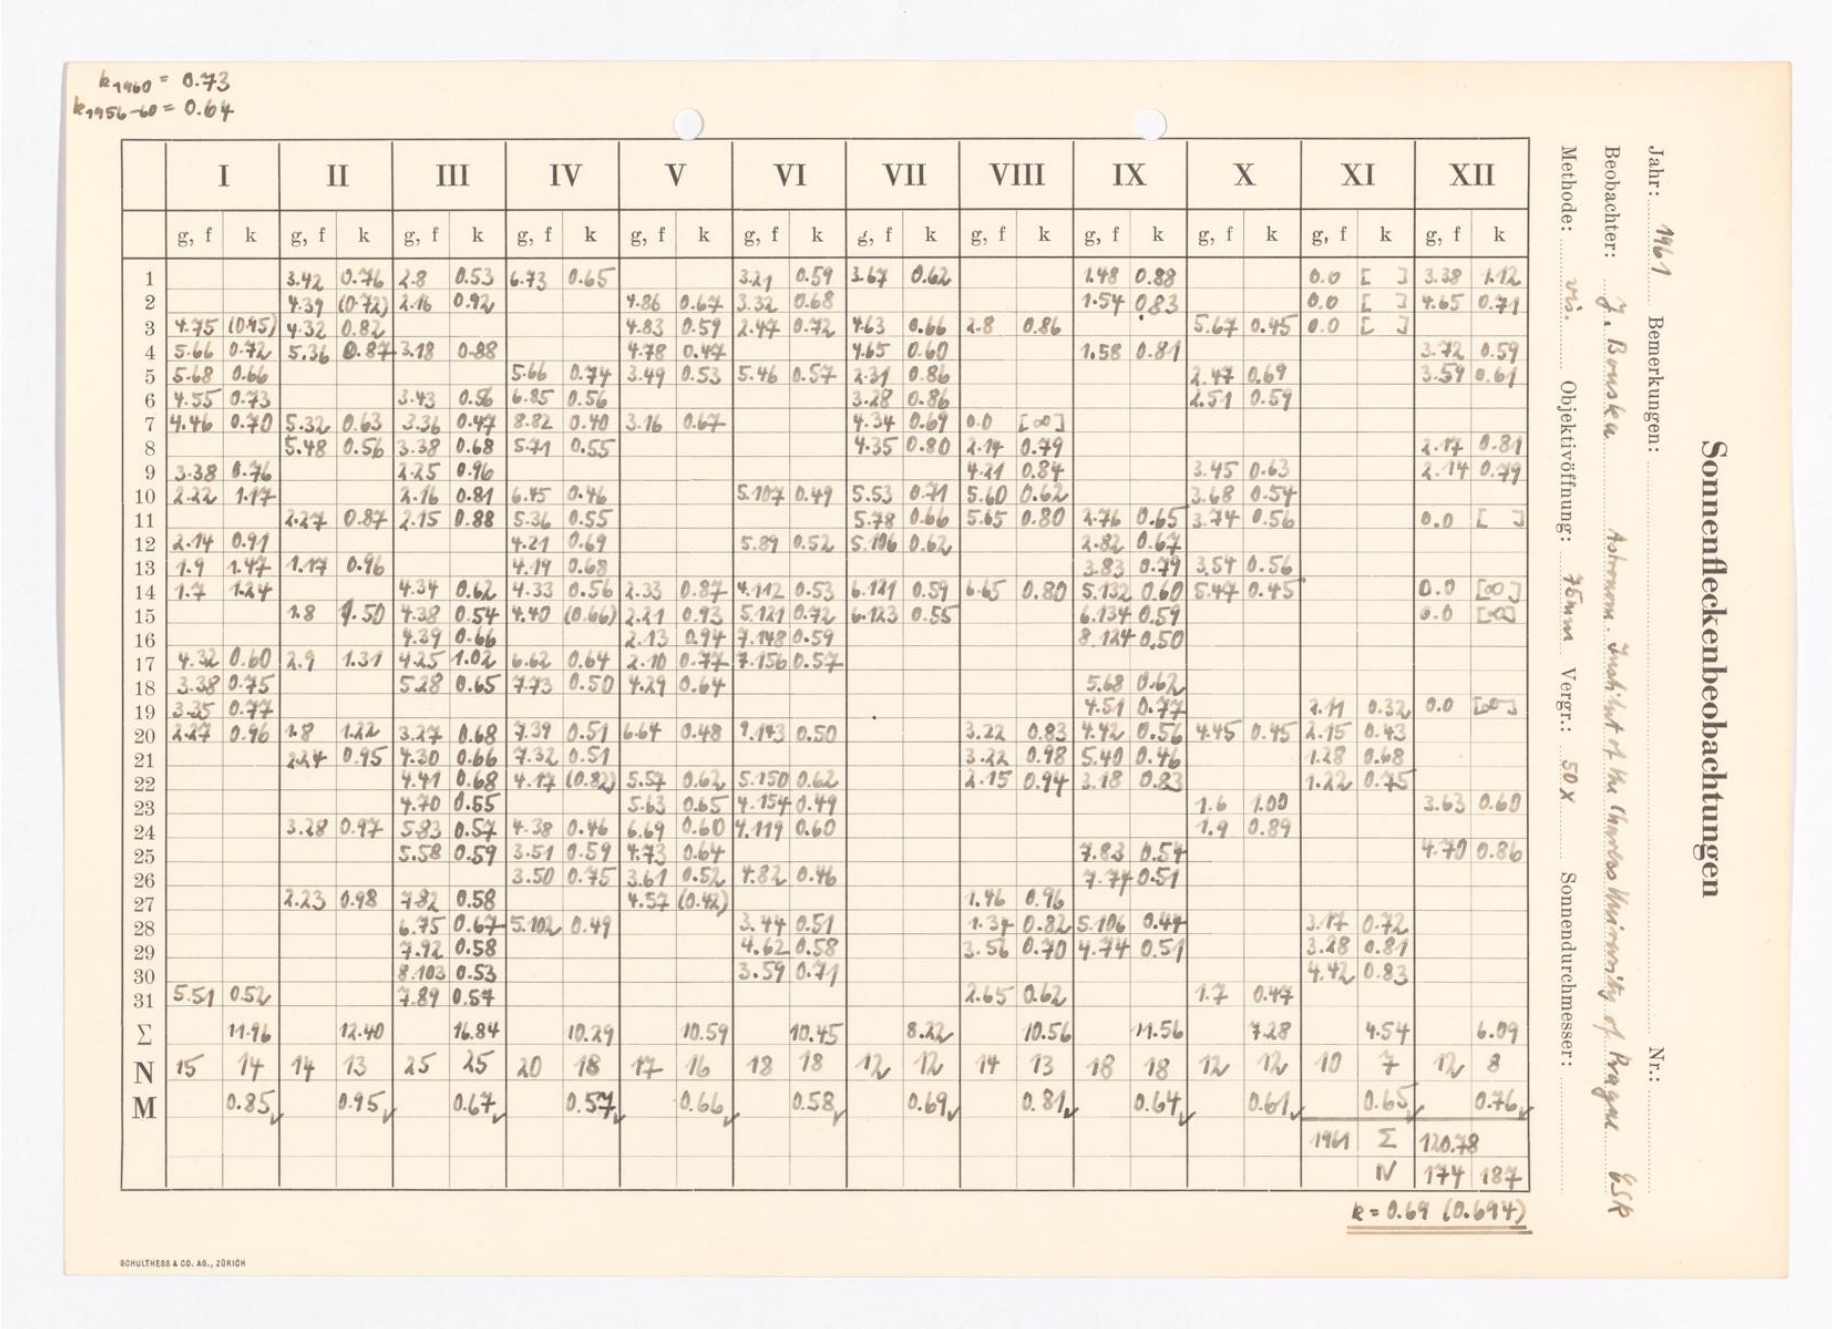 k1960 = 0.73
k1956-60 = 0.64
I II III IV V VI VII VIII IX X XI XII
g, f k g, f k g, f k g, f k g, f k g, f k g, f k g, f k g, f k g, f k g, f k g, f k
1 3.42 0.76 2.8 0.53 6.73 0.65 3.21 0.59 3.67 0.62 1.48 0.88 0.0 [ ] 3.38 1.12
2 4.39 (0.72) 2.16 0.92 4.86 0.67 3.32 0.68 1.54 0.83 0.0 [ ] 4.65 0.71
3 4.75 (0.45) 4.32 0.82 4.83 0.59 2.47 0.72 4.63 0.66 2.8 0.86 5.67 0.45 0.0 [ ]
4 5.66 0.72 5.36 0.87 3.18 0.88 4.78 0.47 4.65 0.60 1.58 0.81 3.72 0.59
5 5.68 0.66 5.66 0.74 3.49 0.53 5.46 0.57 2.31 0.86 2.47 0.69 3.59 0.61
6 4.55 0.73 3.43 0.56 6.85 0.56 3.28 0.86 2.51 0.59
7 4.46 0.70 5.32 0.63 3.36 0.47 8.82 0.40 3.16 0.67 4.34 0.69 0.0 [∞]
8 5.48 0.56 3.38 0.68 5.71 0.55 4.35 0.80 2.14 0.79 2.17 0.81
9 3.38 0.76 2.25 0.96 4.21 0.84 3.45 0.63 2.14 0.79
10 2.22 1.17 2.16 0.81 6.45 0.46 5.107 0.49 5.53 0.71 5.60 0.62 3.68 0.54
11 2.27 0.87 2.15 0.88 5.36 0.55 5.78 0.66 5.65 0.80 2.76 0.65 3.74 0.56 0.0 [ ]
12 2.14 0.91 4.21 0.69 5.89 0.52 5.106 0.62 2.82 0.67
13 1.9 1.47 1.17 0.96 4.19 0.68 3.83 0.79 3.54 0.56
14 1.7 1.24 4.34 0.62 4.33 0.56 2.33 0.87 4.112 0.53 6.121 0.59 6.65 0.80 5.132 0.60 5.47 0.45 0.0 [∞]
15 1.8 1.50 4.38 0.54 4.40 (0.66) 2.21 0.93 5.121 0.72 6.123 0.55 6.134 0.59 0.0 [∞]
16 4.39 0.66 2.13 0.94 7.148 0.59 8.124 0.50
17 4.32 0.60 2.9 1.31 4.25 1.02 6.62 0.64 2.10 0.77 7.156 0.57
18 3.38 0.75 5.28 0.65 7.73 0.50 4.29 0.64 5.68 0.62
19 3.35 0.77 4.51 0.77 2.11 0.32 0.0 [∞]
20 2.27 0.96 1.8 1.22 3.27 0.68 7.39 0.51 6.64 0.48 9.143 0.50 3.22 0.83 4.42 0.56 4.45 0.45 2.15 0.43
21 2.24 0.95 4.30 0.66 7.32 0.51 3.22 0.98 5.40 0.46 1.28 0.68
22 4.41 0.68 4.17 (0.82) 5.57 0.62 5.150 0.62 2.15 0.94 3.18 0.83 1.22 0.75
23 4.70 0.55 5.63 0.65 4.154 0.49 1.6 1.00 3.63 0.60
24 3.28 0.97 5.83 0.57 4.38 0.46 6.69 0.60 4.119 0.60 1.9 0.89
25 5.58 0.59 3.51 0.59 4.73 0.64 7.83 0.54 4.70 0.86
26 3.50 0.75 3.61 0.52 4.82 0.46 7.74 0.51
27 2.23 0.98 7.82 0.58 4.57 (0.42) 1.46 0.96
28 6.75 0.67 5.102 0.49 3.44 0.51 1.37 0.82 5.106 0.44 3.17 0.72
29 7.92 0.58 4.62 0.58 3.56 0.70 4.74 0.51 3.28 0.81
30 8.103 0.53 3.59 0.71 4.42 0.83
31 5.51 0.52 7.89 0.57 2.65 0.62 1.7 0.47
Σ 11.96 12.40 16.84 10.29 10.59 10.45 8.22 10.56 11.56 7.28 4.54 6.09
N 15 14 14 13 25 25 20 18 17 16 18 18 12 12 14 13 18 18 12 12 10 7 12 8
M 0.85 0.95 0.67 0.57 0.66 0.58 0.69 0.81 0.64 0.61 0.65 0.76
1961 Σ 120.78
N 174 187
k = 0.69 (0.694)
SCHULTHESS & CO. AG., ZÜRICH
Sonnenfleckenbeobachtungen
Jahr: 1961 Bemerkungen: Nr.:
Beobachter: J. Bouska Astronom. Institut of the Charles University of Prague ČSR
Methode: vis. Objektivöffnung: 75mm Vergr.: 50x Sonnendurchmesser: